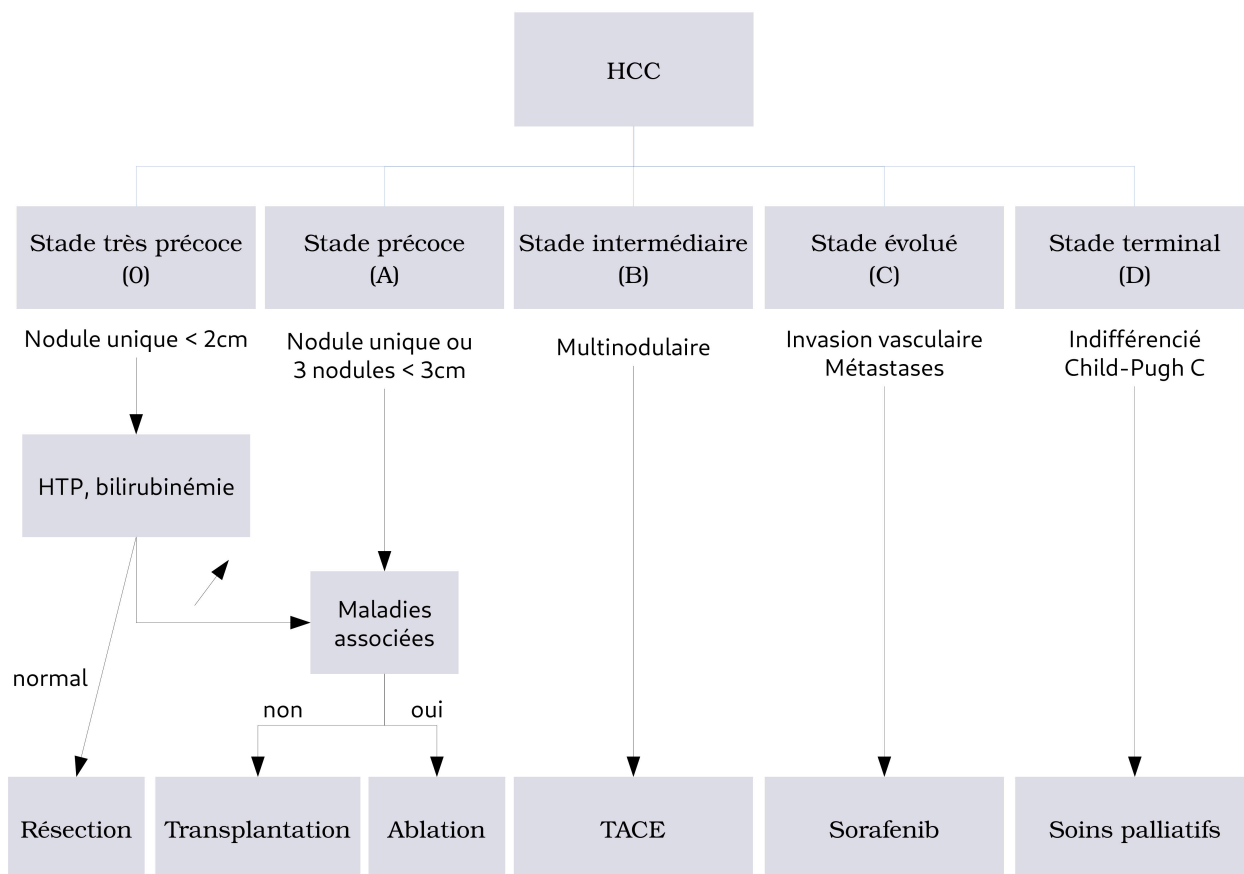 HCC
Stade très précoce
(0)
Stade précoce
(A)
Stade intermédiaire
(B)
Stade évolué
(C)
Stade terminal
(D)
Nodule unique < 2cm
Nodule unique ou
3 nodules < 3cm
Multinodulaire
Invasion vasculaire
Métastases
Indifférencié
Child-Pugh C
HTP, bilirubinémie
Maladies
associées
normal
non
oui
Résection
Transplantation
Ablation
TACE
Sorafenib
Soins palliatifs